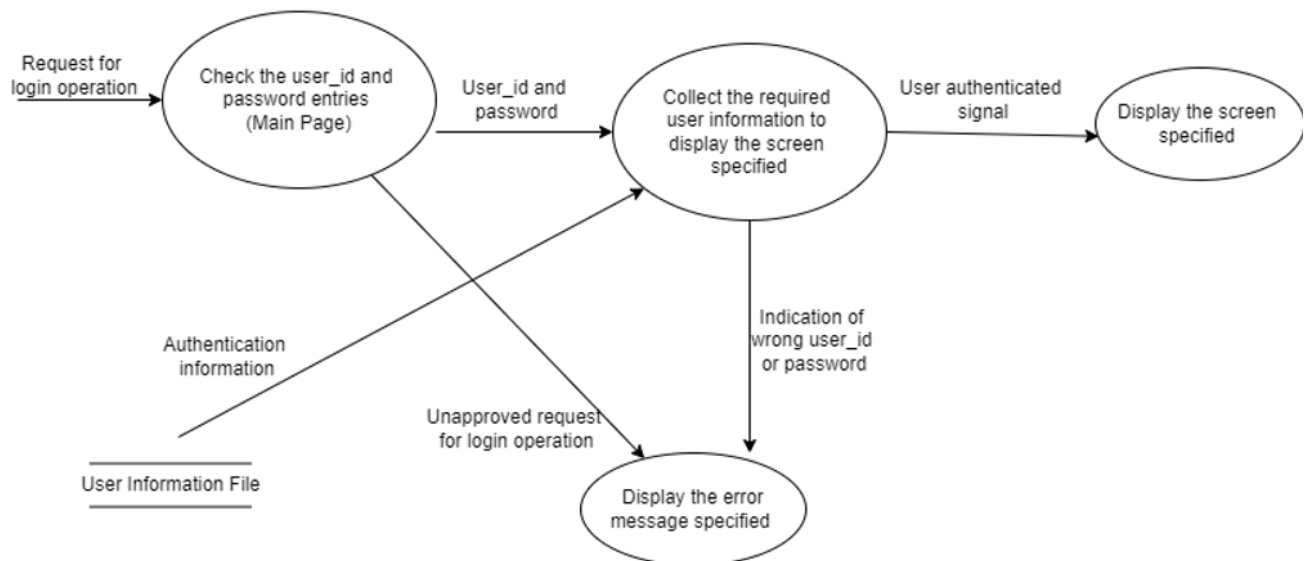 Request for
login operation
Check the user_id and
password entries
(Main Page)
User_id and
password
Collect the required
user information to
display the screen
specified
User authenticated
signal
Display the screen
specified
Authentication
information
Indication of
wrong user_id
or password
Unapproved request
for login operation
User Information File
Display the error
message specified